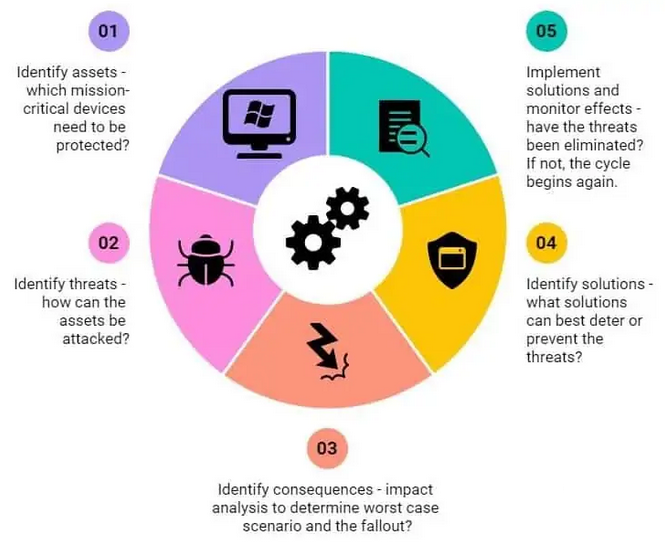 01
Identify assets -
which mission-
critical devices
need to be
protected?
02
Identify threats -
how can the
assets be
attacked?
03
Identify consequences - impact
analysis to determine worst case
scenario and the fallout?
04
Identify solutions -
what solutions
can best deter or
prevent the
threats?
05
Implement
solutions and
monitor effects -
have the threats
been eliminated?
If not, the cycle
begins again.